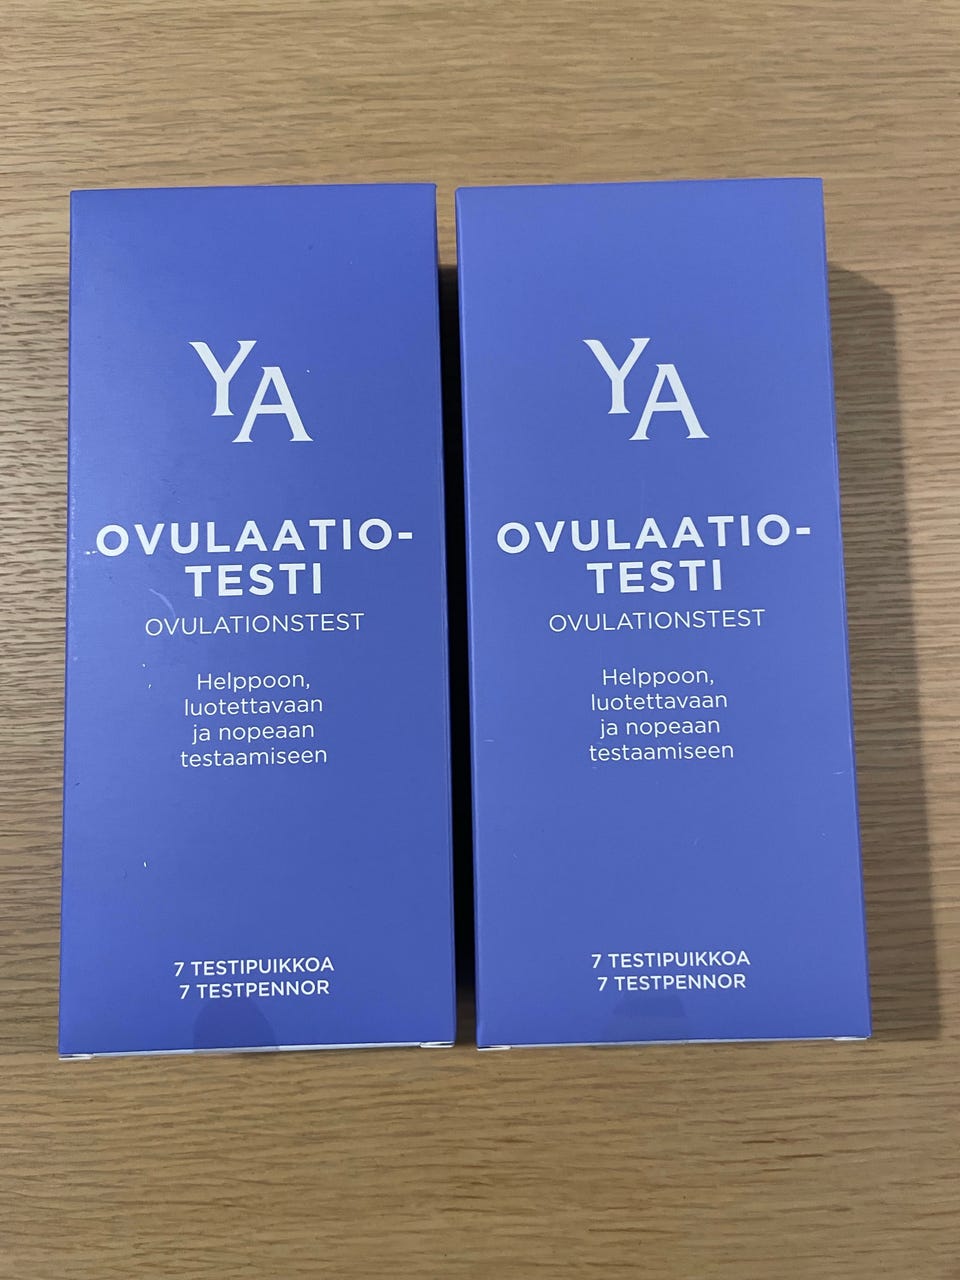 YA
OVULAATIO-
TESTI
OVULATIONSTEST
Helppoon,
luotettavaan
ja nopeaan
testaamiseen
7 TESTIPUIKKOA
7 TESTPENNOR
YA
OVULAATIO-
TESTI
OVULATIONSTEST
Helppoon,
luotettavaan
ja nopeaan
testaamiseen
7 TESTIPUIKKOA
7 TESTPENNOR